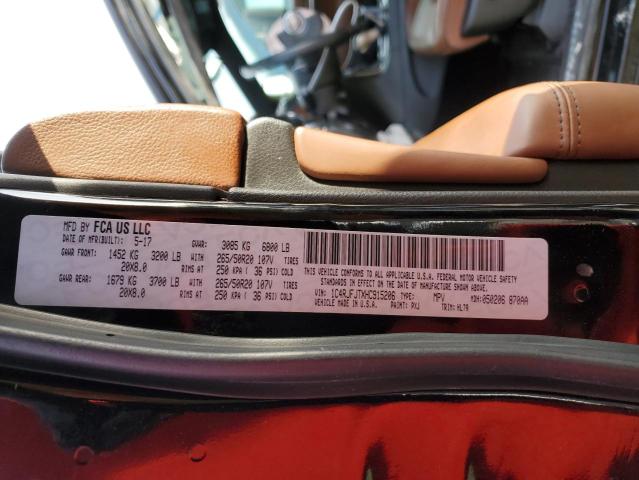 MFD BY FCA US LLC
DATE OF MFR(BUILT): 5-17 GVWR: 3085 KG 6800 LB
GAWR FRONT: 1452 KG 3200 LB WITH 265/50R20 107V TIRES
20X8.0 RIMS AT 250 KPA ( 36 PSI) COLD
GAWR REAR: 1679 KG 3700 LB WITH 265/50R20 107V TIRES
20X8.0 RIMS AT 250 KPA ( 36 PSI) COLD
THIS VEHICLE CONFORMS TO ALL APPLICABLE U.S.A. FEDERAL MOTOR VEHICLE SAFETY
STANDARDS IN EFFECT ON THE DATE OF MANUFACTURE SHOWN ABOVE.
VIN: 1C4RJFJTXHC915206 TYPE: MPV MDH: 050206 870AA
VEHICLE MADE IN U.S.A. PAINT: PXJ TRIM: HL79